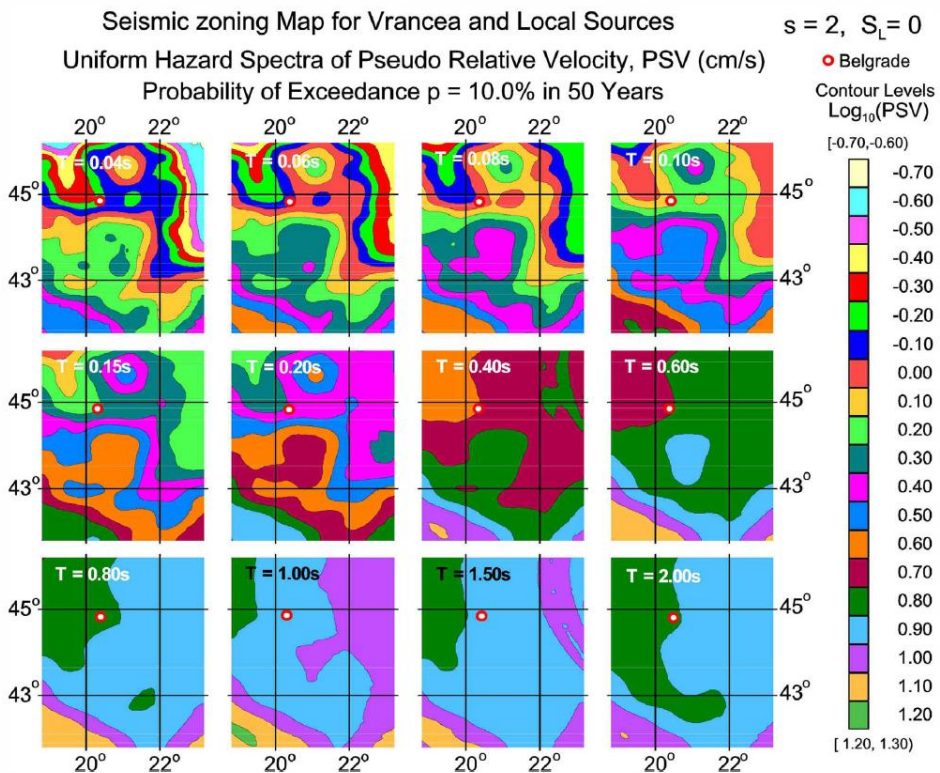 Seismic zoning Map for Vrancea and Local Sources
s = 2, S_L= 0
Uniform Hazard Spectra of Pseudo Relative Velocity, PSV (cm/s)
Belgrade
Probability of Exceedance p = 10.0% in 50 Years
Contour Levels
Log₁₀(PSV)
[-0.70,-0.60)
20° 22° 20° 22° 20° 22° 20° 22°
T = 0.04s T = 0.06s T = 0.08s T = 0.10s
45° 45°
43° 43°
T = 0.15s T = 0.20s T = 0.40s T = 0.60s
45° 45°
43° 43°
T = 0.80s T = 1.00s T = 1.50s T = 2.00s
45° 45°
43° 43°
20° 22° 20° 22° 20° 22° 20° 22°
-0.70
-0.60
-0.50
-0.40
-0.30
-0.20
-0.10
0.00
0.10
0.20
0.30
0.40
0.50
0.60
0.70
0.80
0.90
1.00
1.10
1.20
[ 1.20, 1.30)